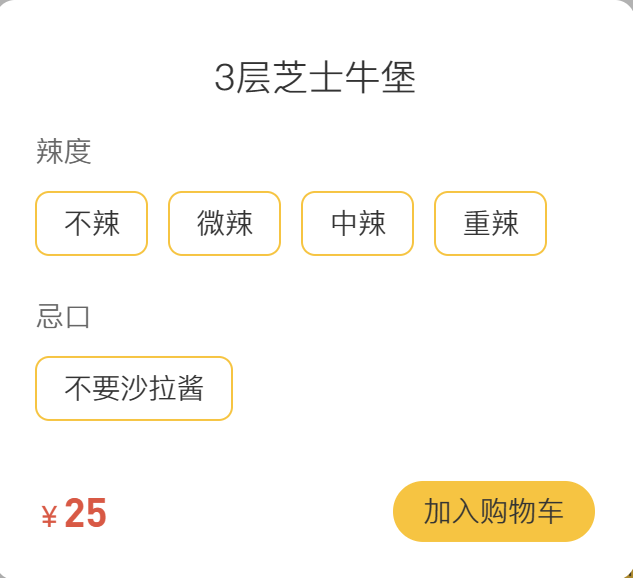 3层芝士牛堡
辣度
不辣 微辣 中辣 重辣
忌口
不要沙拉酱
¥25 加入购物车